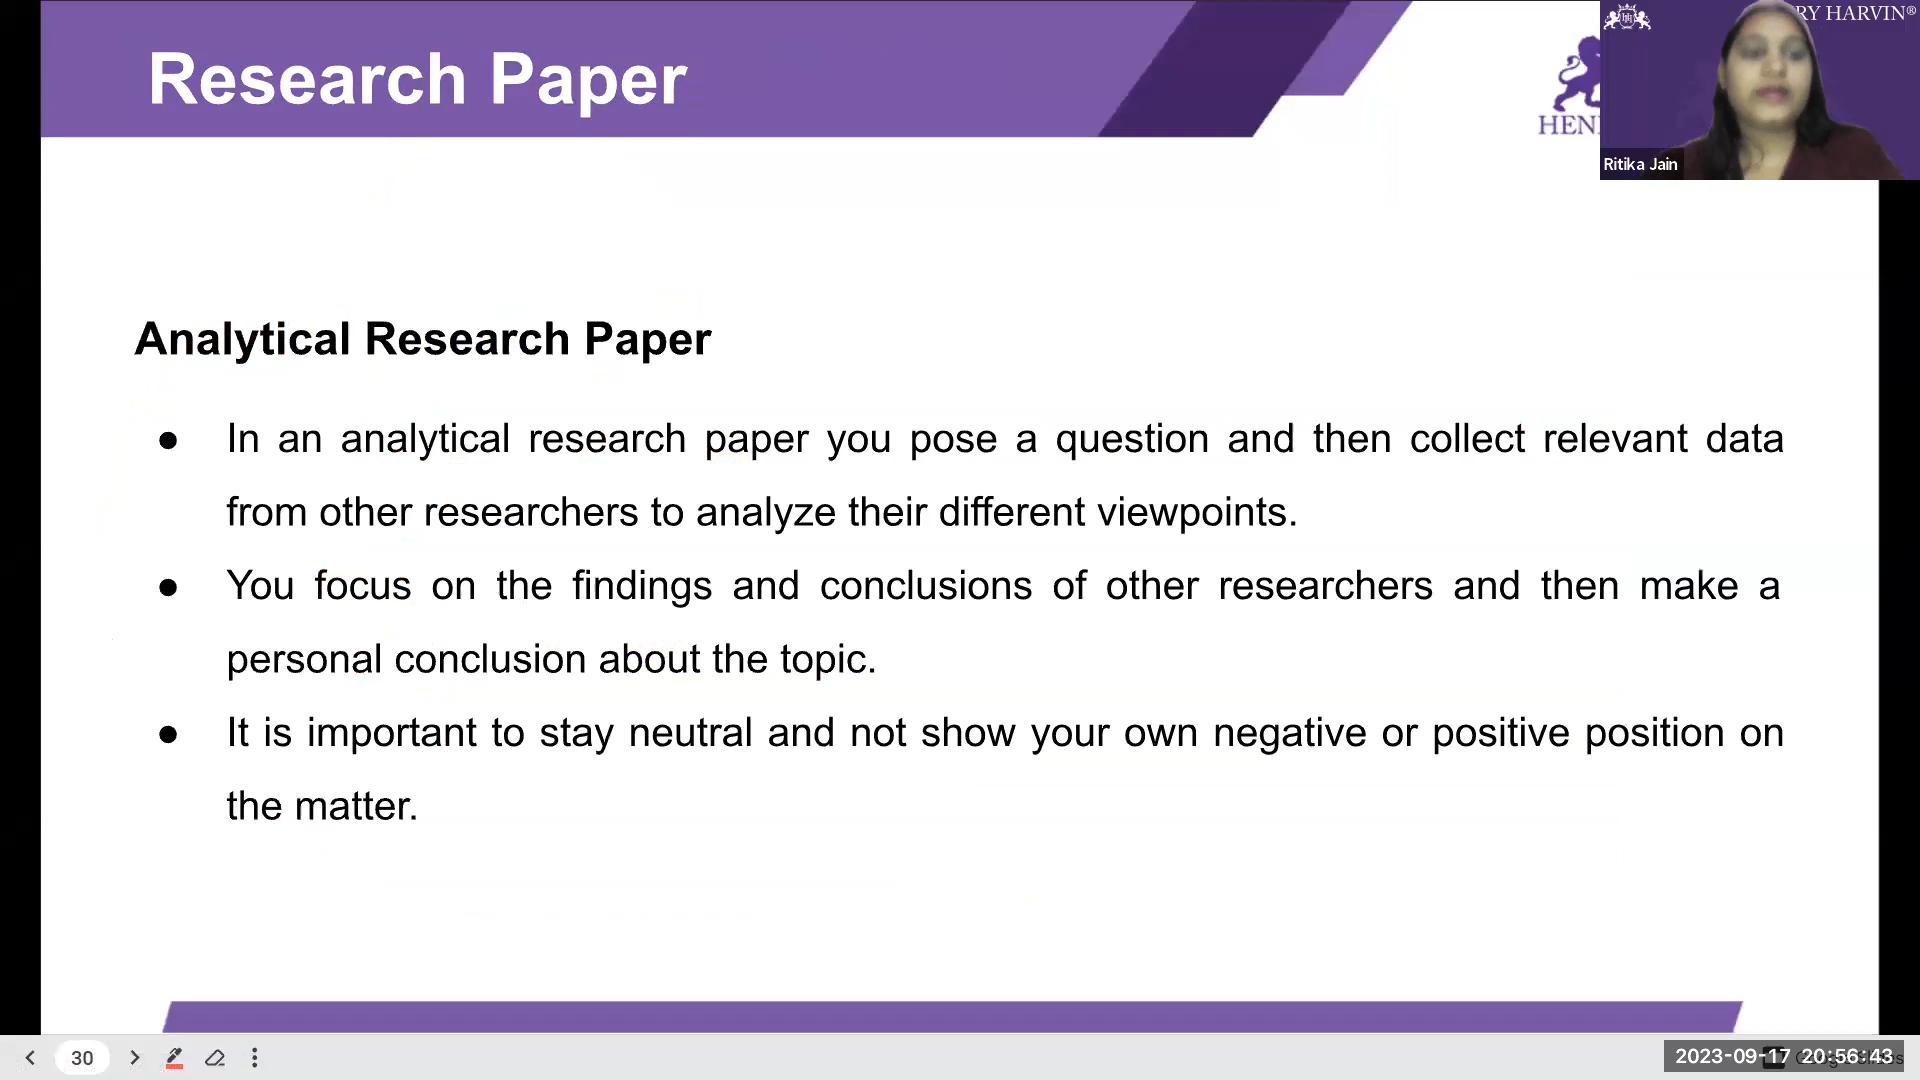 Research Paper
RY HARVIN®
HEN
Ritika Jain
Analytical Research Paper
● In an analytical research paper you pose a question and then collect relevant data
from other researchers to analyze their different viewpoints.
● You focus on the findings and conclusions of other researchers and then make a
personal conclusion about the topic.
● It is important to stay neutral and not show your own negative or positive position on
the matter.
30
2023-09-17 20:56:43